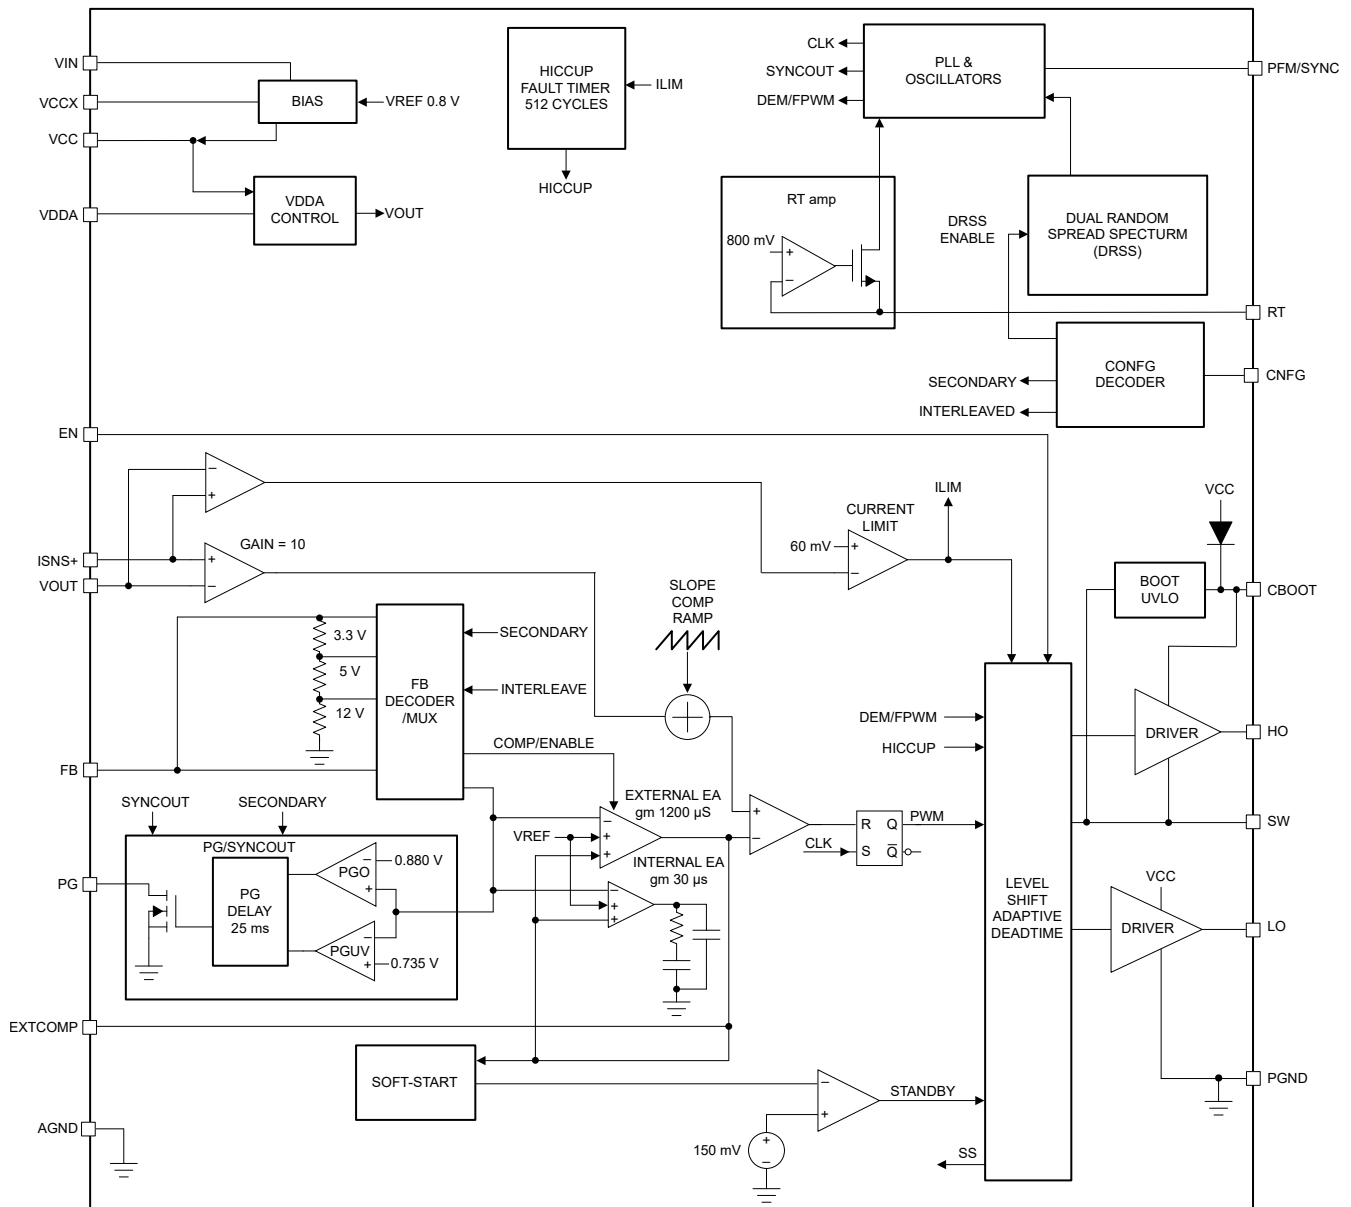 VIN
VCCX
VCC
VDDA
BIAS
VREF 0.8 V
VDDA
CONTROL
VOUT
HICCUP
FAULT TIMER
512 CYCLES
ILIM
HICCUP
CLK
SYNCOUT
DEM/FPWM
PLL &
OSCILLATORS
PFM/SYNC
RT amp
800 mV
+
−
DRSS
ENABLE
DUAL RANDOM
SPREAD SPECTURM
(DRSS)
RT
CONFG
DECODER
CNFG
SECONDARY
INTERLEAVED
EN
−
+
ISNS+
VOUT
GAIN = 10
+
−
CURRENT
LIMIT
ILIM
60 mV
+
−
VCC
BOOT
UVLO
CBOOT
SLOPE
COMP
RAMP
3.3 V
5 V
12 V
FB
DECODER
/MUX
SECONDARY
INTERLEAVE
COMP/ENABLE
FB
DEM/FPWM
HICCUP
DRIVER
HO
SW
SYNCOUT
SECONDARY
PG/SYNCOUT
PG
PG
DELAY
25 ms
PGO
−
+
0.880 V
PGUV
−
+
0.735 V
EXTERNAL EA
gm 1200 µS
VREF
−
+
+
INTERNAL EA
gm 30 µs
−
+
+
+
−
R
Q
S
Q
CLK
PWM
LEVEL
SHIFT
ADAPTIVE
DEADTIME
VCC
DRIVER
LO
EXTCOMP
SOFT-START
−
+
STANDBY
150 mV
+
−
SS
PGND
AGND